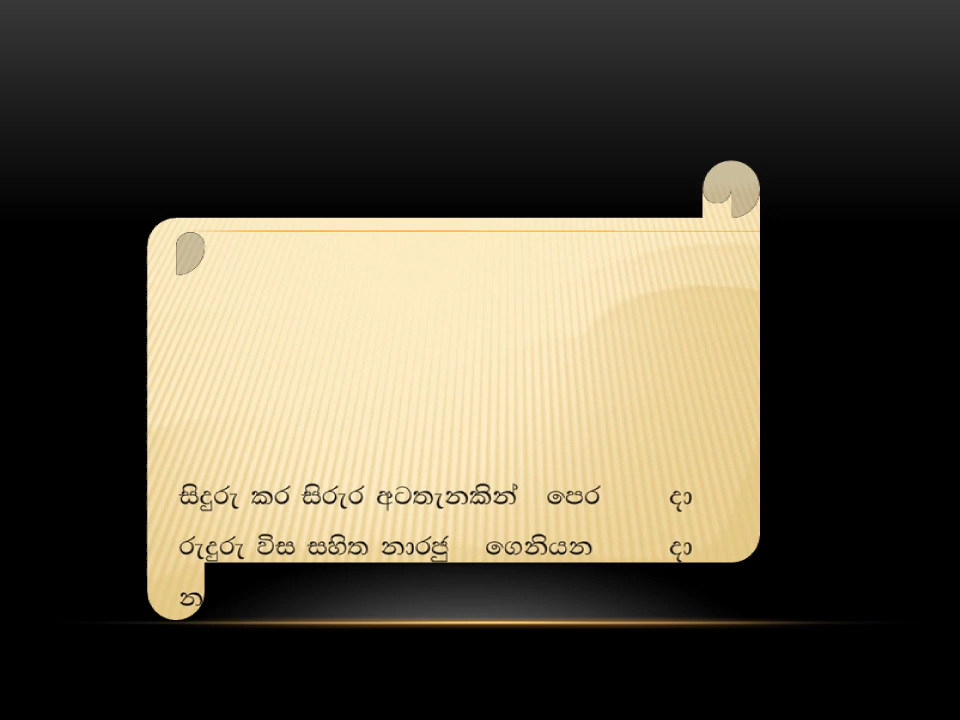 සිදුරු කර සිරුර අටතැනකින් පෙර දා
රුදුරු විස සහිත නාරජු ගෙනියන දා
න